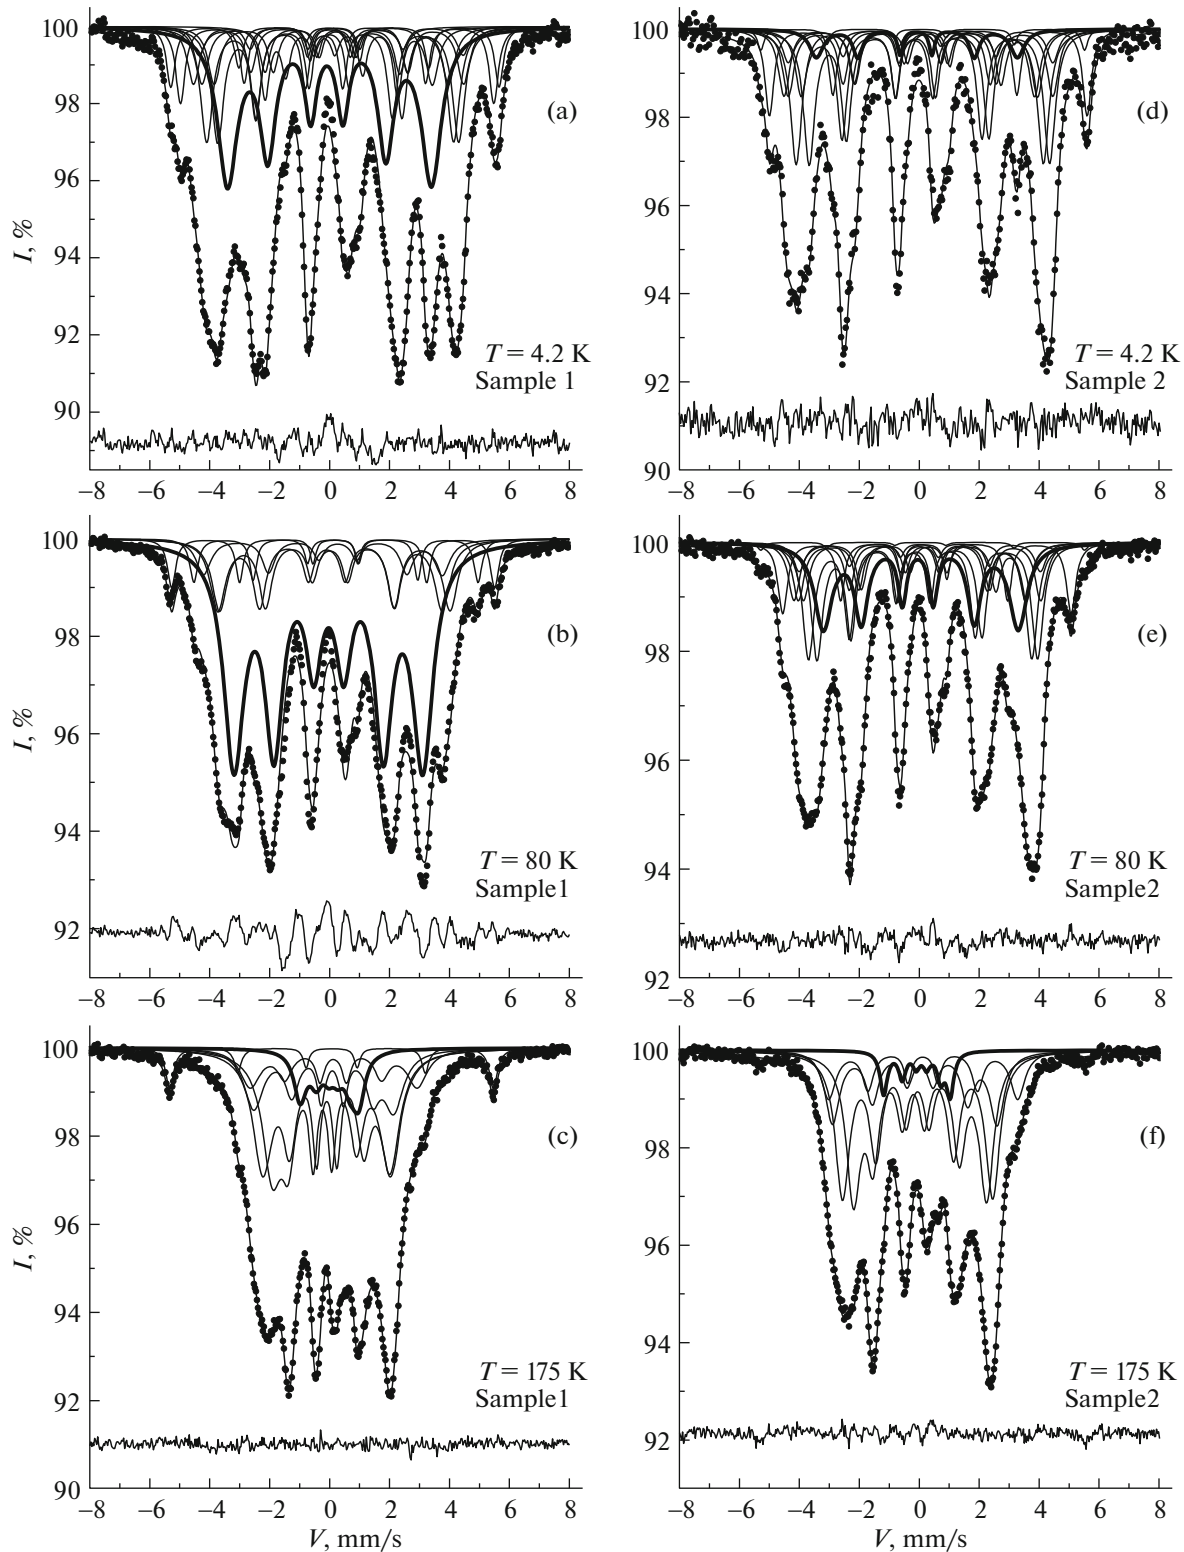 100
98
(a)
96
I, %
94
92
T = 4.2 K
Sample 1
90
−8 −6 −4 −2 0 2 4 6 8
100
98
(d)
96
94
T = 4.2 K
92
Sample 2
90
−8 −6 −4 −2 0 2 4 6 8
100
98
(b)
96
I, %
94
T = 80 K
Sample1
92
−8 −6 −4 −2 0 2 4 6 8
100
98
(e)
96
94
T = 80 K
Sample2
92
−8 −6 −4 −2 0 2 4 6 8
100
98
(c)
96
I, %
94
T = 175 K
92
Sample1
90
−8 −6 −4 −2 0 2 4 6 8
V, mm/s
100
98
(f)
96
94
T = 175 K
Sample2
92
−8 −6 −4 −2 0 2 4 6 8
V, mm/s